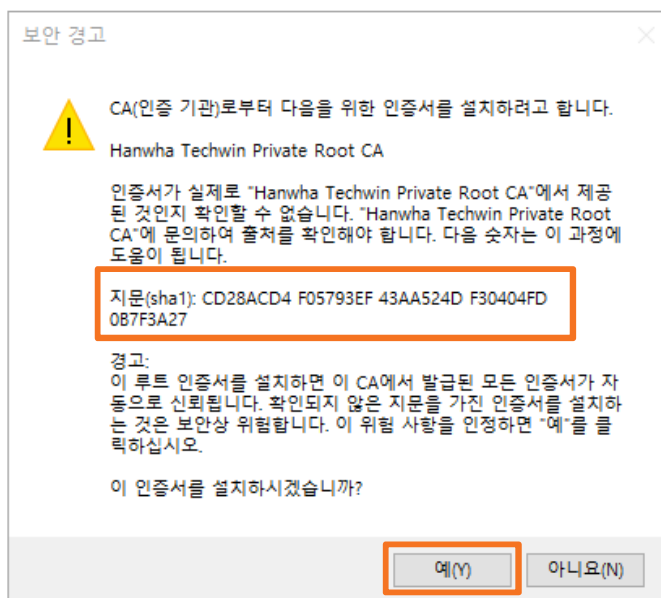 보안 경고
CA(인증 기관)로부터 다음을 위한 인증서를 설치하려고 합니다.
Hanwha Techwin Private Root CA
인증서가 실제로 "Hanwha Techwin Private Root CA"에서 제공
된 것인지 확인할 수 없습니다. "Hanwha Techwin Private Root
CA"에 문의하여 출처를 확인해야 합니다. 다음 숫자는 이 과정에
도움이 됩니다.
지문(sha1): CD28ACD4 F05793EF 43AA524D F30404FD
0B7F3A27
경고:
이 루트 인증서를 설치하면 이 CA에서 발급된 모든 인증서가 자
동으로 신뢰됩니다. 확인되지 않은 지문을 가진 인증서를 설치하
는 것은 보안상 위험합니다. 이 위험 사항을 인정하면 "예"를 클
릭하십시오.
이 인증서를 설치하시겠습니까?
예(Y)
아니요(N)